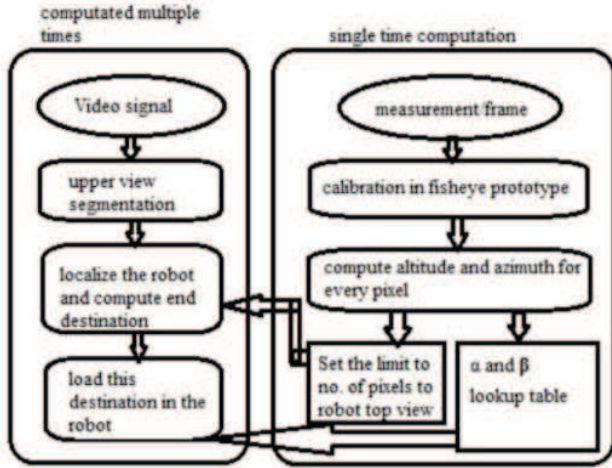 computated multiple
times
single time computation
Video signal
measurement frame
upper view
segmentation
calibration in fisheye prototype
localize the robot
and compute end
destination
compute altitude and azimuth for
every pixel
load this
destination in the
robot
Set the limit to
no. of pixels to
robot top view
α and β
lookup table